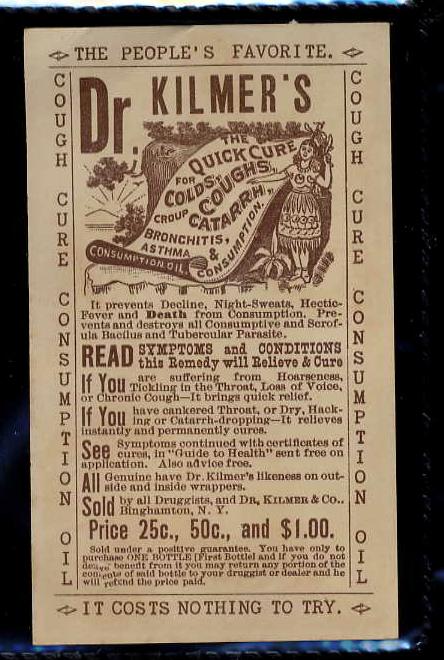 THE PEOPLE'S FAVORITE.
COUGH CURE CONSUMPTION OIL
Dr. KILMER'S
THE
QUICK CURE
FOR
COLDS, COUGHS
CROUP CATARRH,
BRONCHITIS,
ASTHMA &
CONSUMPTION.
CONSUMPTION OIL
It prevents Decline, Night-Sweats, Hectic-
Fever and Death from Consumption. Pre-
vents and destroys all Consumptive and Scrof-
ula Bacilus and Tubercular Parasite.
READ SYMPTOMS and CONDITIONS
this Remedy will Relieve & Cure
If You are suffering from Hoarseness,
Tickling in the Throat, Loss of Voice,
or Chronic Cough—It brings quick relief.
If You have cankered Throat, or Dry, Hack-
ing or Catarrh-dropping—It relieves
instantly and permanently cures.
See Symptoms continued with certificates of
cures, in "Guide to Health" sent free on
application. Also advice free.
All Genuine have Dr. Kilmer's likeness on out-
side and inside wrappers.
Sold by all Druggists, and DR. KILMER & Co.,
Binghamton, N. Y.
Price 25c., 50c., and $1.00.
Sold under a positive guarantee. You have only to
purchase ONE BOTTLE [First Bottle] and if you do not
derive benefit from it you may return any portion of the
contents of said bottle to your druggist or dealer and he
will refund the price paid.
COUGH CURE CONSUMPTION OIL
IT COSTS NOTHING TO TRY.